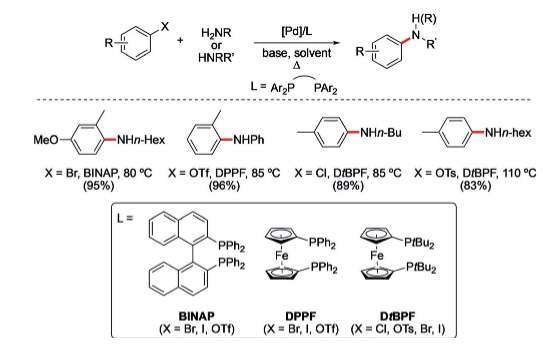 R X + H2NR or HNRR' [Pd]/L base, solvent Δ R N H(R) R'
L = Ar2P PAr2
MeO NHn-Hex NHPh NHn-Bu NHn-hex
X = Br, BINAP, 80 ºC X = OTf, DPPF, 85 ºC X = Cl, DtBPF, 85 ºC X = OTs, DtBPF, 110 ºC
(95%) (96%) (89%) (83%)
L =
PPh2 PPh2 PtBu2
Fe Fe
PPh2 PPh2 PtBu2
BINAP DPPF DtBPF
(X = Br, I, OTf) (X = Br, I, OTf) (X = Cl, OTs, Br, I)